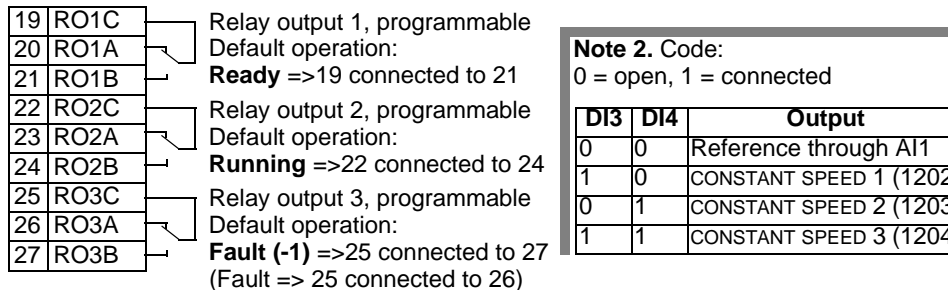 19 RO1C
20 RO1A
21 RO1B
22 RO2C
23 RO2A
24 RO2B
25 RO3C
26 RO3A
27 RO3B
Relay output 1, programmable
Default operation:
Ready =>19 connected to 21
Relay output 2, programmable
Default operation:
Running =>22 connected to 24
Relay output 3, programmable
Default operation:
Fault (-1) =>25 connected to 27
(Fault => 25 connected to 26)
Note 2. Code:
0 = open, 1 = connected
DI3 DI4 Output
0 0 Reference through AI1
1 0 CONSTANT SPEED 1 (1202
0 1 CONSTANT SPEED 2 (1203
1 1 CONSTANT SPEED 3 (1204